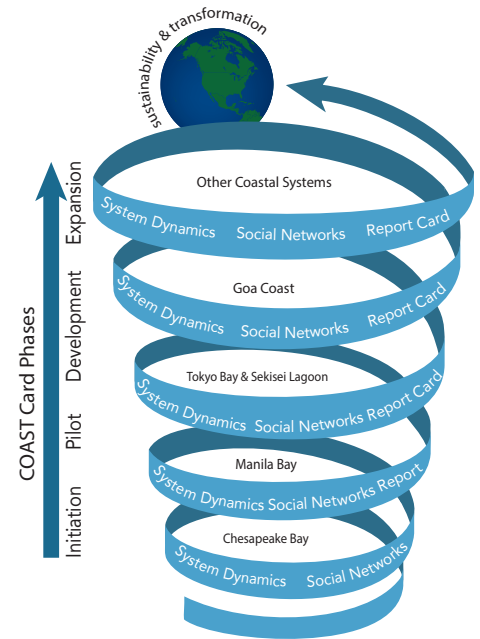 sustainability & transformation
Other Coastal Systems
System Dynamics Social Networks Report Card
Goa Coast
System Dynamics Social Networks Report Card
Tokyo Bay & Sekisei Lagoon
System Dynamics Social Networks Report Card
Manila Bay
System Dynamics Social Networks Report
Chesapeake Bay
System Dynamics Social Networks
COAST Card Phases
Initiation
Pilot
Development
Expansion